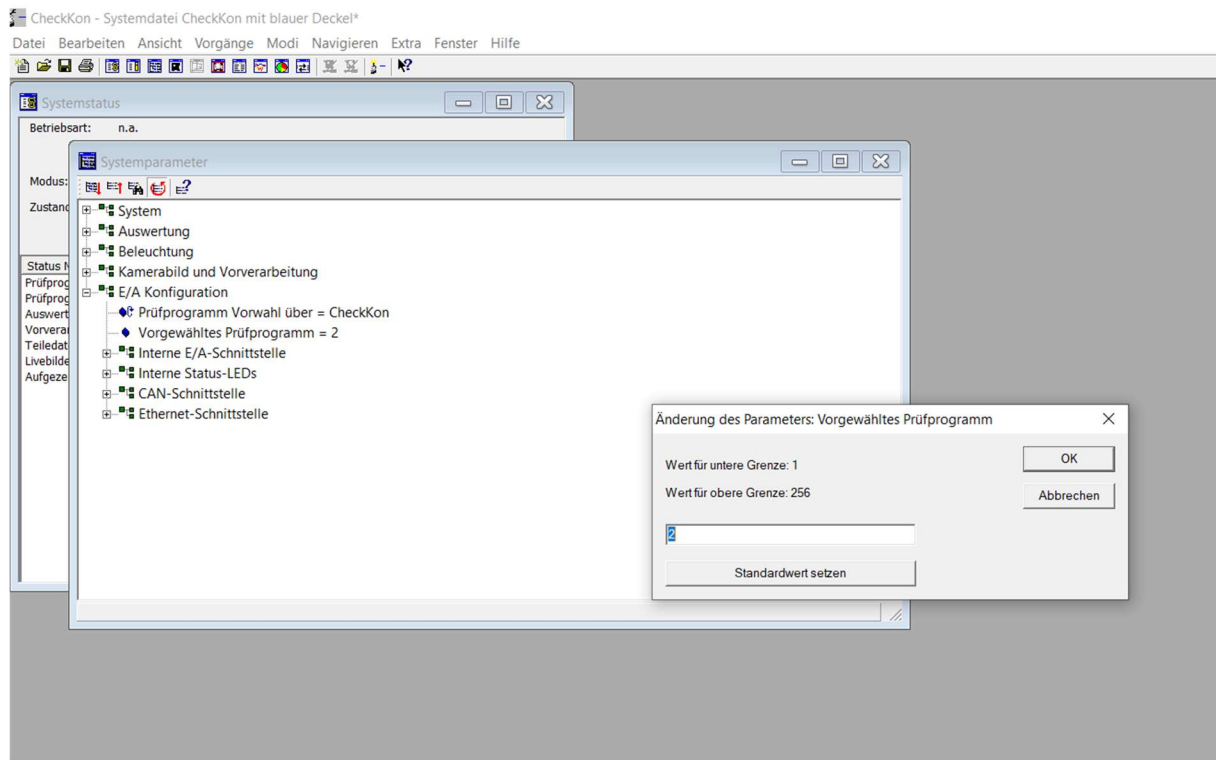 CheckKon - Systemdatei CheckKon mit blauer Deckel*
Datei Bearbeiten Ansicht Vorgänge Modi Navigieren Extra Fenster Hilfe
Systemstatus
Betriebsart: n.a.
Systemparameter
Modus:
Zustand
System
Auswertung
Beleuchtung
Kamerabild und Vorverarbeitung
E/A Konfiguration
Prüfprogramm Vorwahl über = CheckKon
Vorgewähltes Prüfprogramm = 2
Interne E/A-Schnittstelle
Interne Status-LEDs
CAN-Schnittstelle
Ethernet-Schnittstelle
Status N
Prüfprog
Prüfprog
Auswert
Vorverar
Teiledat
Livebilde
Aufgeze
Änderung des Parameters: Vorgewähltes Prüfprogramm
Wert für untere Grenze: 1
OK
Wert für obere Grenze: 256
Abbrechen
2
Standardwert setzen